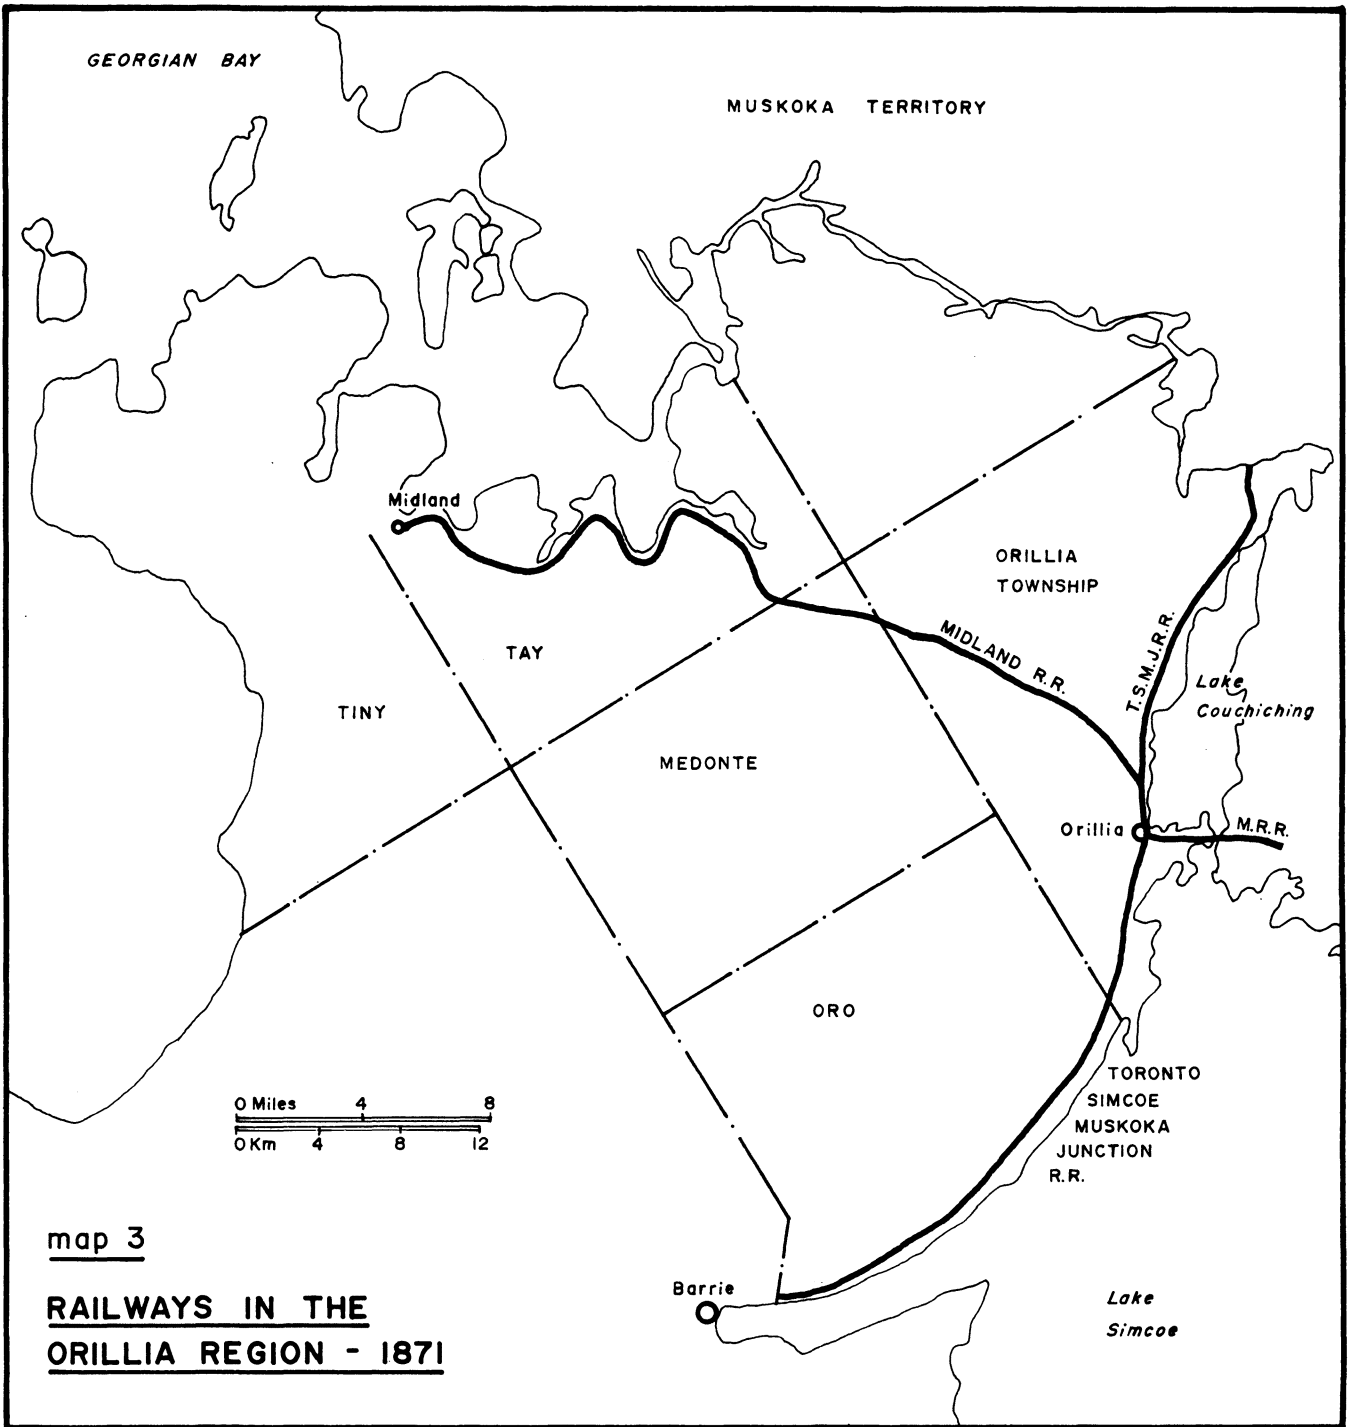 GEORGIAN BAY
MUSKOKA TERRITORY
Midland
ORILLIA
TOWNSHIP
TAY
MIDLAND R.R.
T.S.M.J.R.R.
Lake
Couchiching
TINY
MEDONTE
Orillia
M.R.R.
ORO
TORONTO
SIMCOE
MUSKOKA
JUNCTION
R.R.
0 Miles 4 8
0 Km 4 8 12
map 3
Barrie
Lake
Simcoe
RAILWAYS IN THE
ORILLIA REGION - 1871